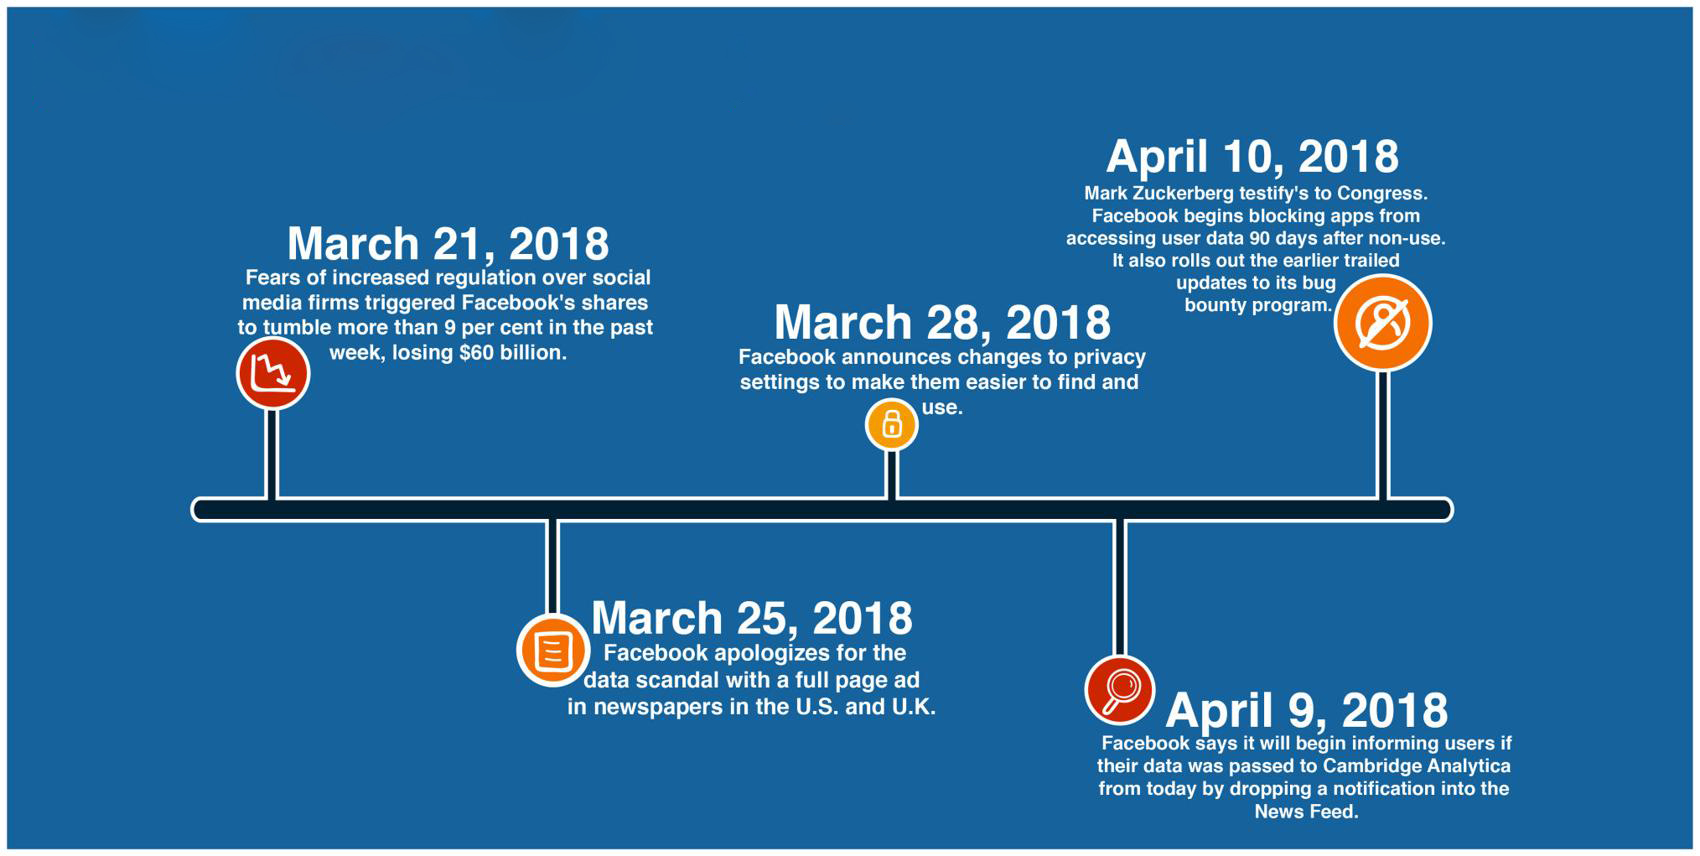 March 21, 2018
Fears of increased regulation over social
media firms triggered Facebook's shares
to tumble more than 9 per cent in the past
week, losing $60 billion.
March 25, 2018
Facebook apologizes for the
data scandal with a full page ad
in newspapers in the U.S. and U.K.
March 28, 2018
Facebook announces changes to privacy
settings to make them easier to find and
use.
April 9, 2018
Facebook says it will begin informing users if
their data was passed to Cambridge Analytica
from today by dropping a notification into the
News Feed.
April 10, 2018
Mark Zuckerberg testify's to Congress.
Facebook begins blocking apps from
accessing user data 90 days after non-use.
It also rolls out the earlier trailed
updates to its bug
bounty program.